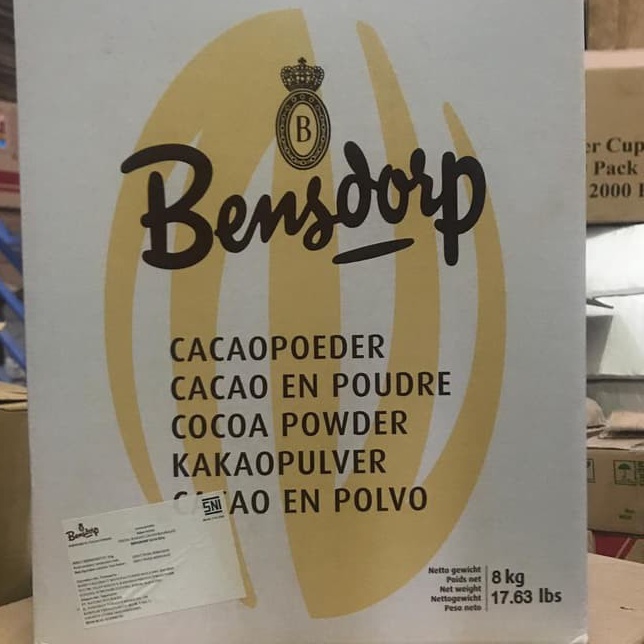 B
Bensdorp
CACAOPOEDER
CACAO EN POUDRE
COCOA POWDER
KAKAOPULVER
CACAO EN POLVO
SNI
Bensdorp
Netto gewicht
Poids net
Net weight
Nettogewicht
Peso neto
8 kg
17.63 lbs
Cup
Pack
2000